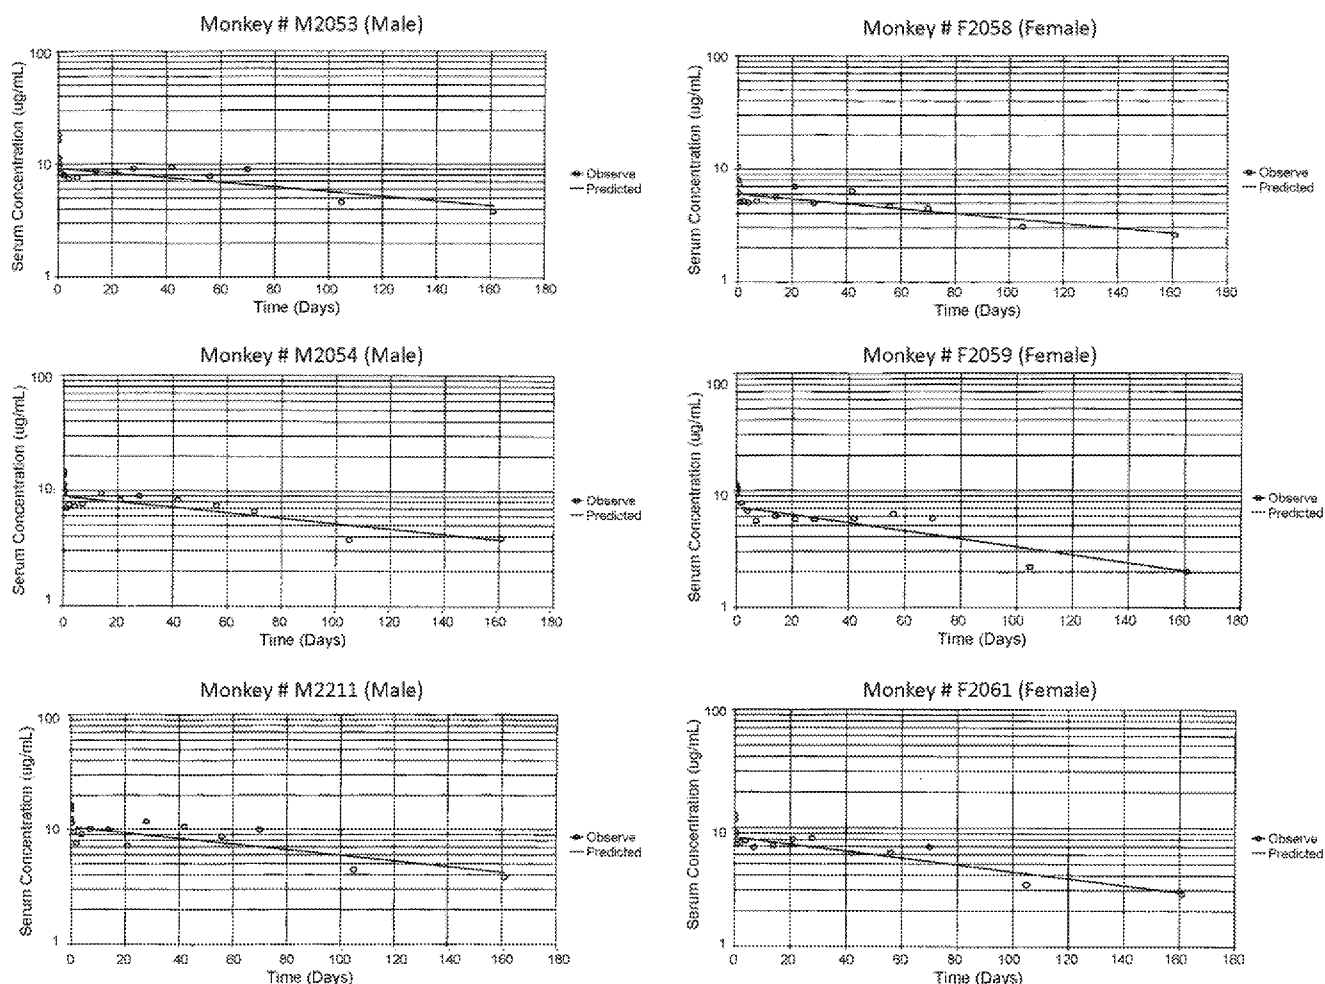 Monkey # M2053 (Male)
100
10
1
Serum Concentration (ug/mL)
0 20 40 60 80 100 120 140 160 180
Time (Days)
Observe
Predicted
Monkey # F2058 (Female)
100
10
1
Serum Concentration (ug/mL)
0 20 40 60 80 100 120 140 160 180
Time (Days)
Observe
Predicted
Monkey # M2054 (Male)
100
10
1
Serum Concentration (ug/mL)
0 20 40 60 80 100 120 140 160 180
Time (Days)
Observe
Predicted
Monkey # F2059 (Female)
100
10
1
Serum Concentration (ug/mL)
0 20 40 60 80 100 120 140 160 180
Time (Days)
Observe
Predicted
Monkey # M2211 (Male)
100
10
1
Serum Concentration (ug/mL)
0 20 40 60 80 100 120 140 160 180
Time (Days)
Observe
Predicted
Monkey # F2061 (Female)
100
10
1
Serum Concentration (ug/mL)
0 20 40 60 80 100 120 140 160 180
Time (Days)
Observe
Predicted